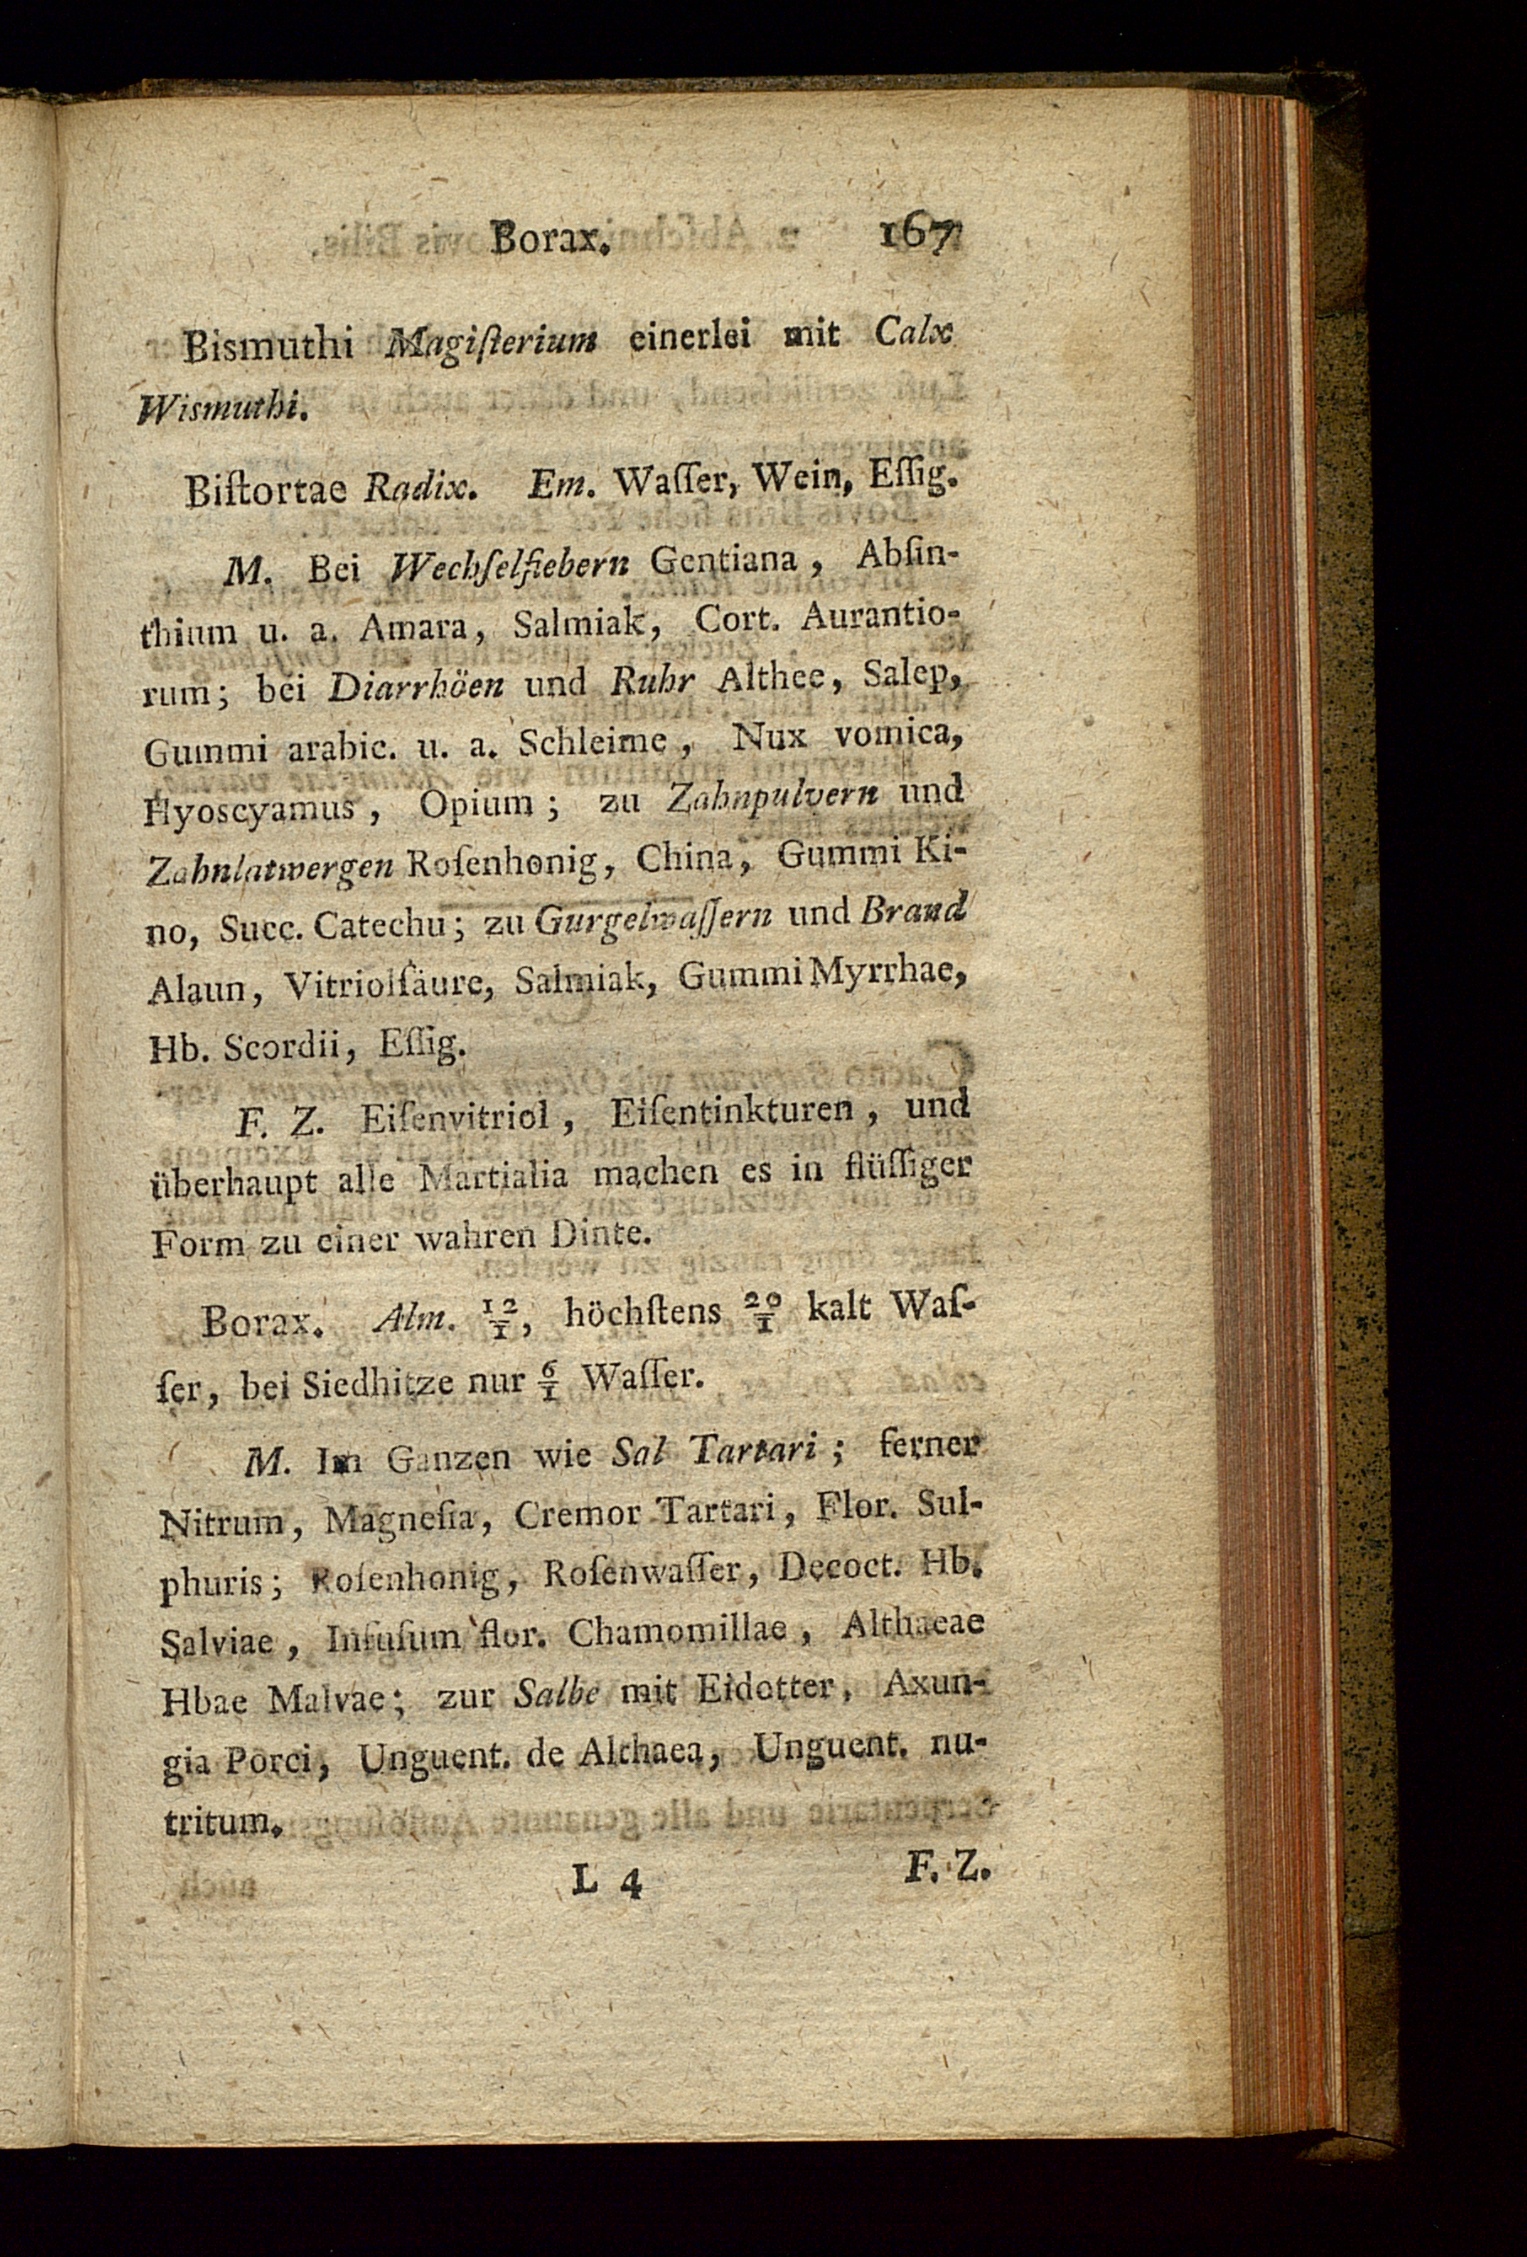 Borax. 167
Bismuthi Magiſterium einerlei mit Calx
Wismuthi.
Biſtortae Radix. Em. Waſſer, Wein, Eſſig.
M. Bei Wechſelfiebern Gentiana, Abſin-
thium u. a. Amara, Salmiak, Cort. Aurantio-
rum; bei Diarrhöen und Ruhr Althee, Salep,
Gummi arabic. u. a. Schleime, Nux vomica,
Hyoscyamus, Opium; zu Zahnpulvern und
Zahnlatwergen Roſenhonig, China, Gummi Ki-
no, Succ. Catechu; zu Gurgelwaſſern und Brand
Alaun, Vitriolſäure, Salmiak, Gummi Myrrhae,
Hb. Scordii, Eſſig.
F. Z. Eiſenvitriol, Eiſentinkturen, und
überhaupt alle Martialia machen es in flüſſiger
Form zu einer wahren Dinte.
Borax. Alm. 12/1, höchſtens 20/1 kalt Waſ-
ſer, bei Siedhitze nur 6/1 Waſſer.
M. Im Ganzen wie Sal Tartari; ferner
Nitrum, Magneſia, Cremor Tartari, Flor. Sul-
phuris; Roſenhonig, Roſenwaſſer, Decoct. Hb.
Salviae, Infuſum flor. Chamomillae, Althaeae
Hbae Malvae; zur Salbe mit Eidotter, Axun-
gia Porci, Unguent. de Althaea, Unguent. nu-
tritum.
L 4 F. Z.